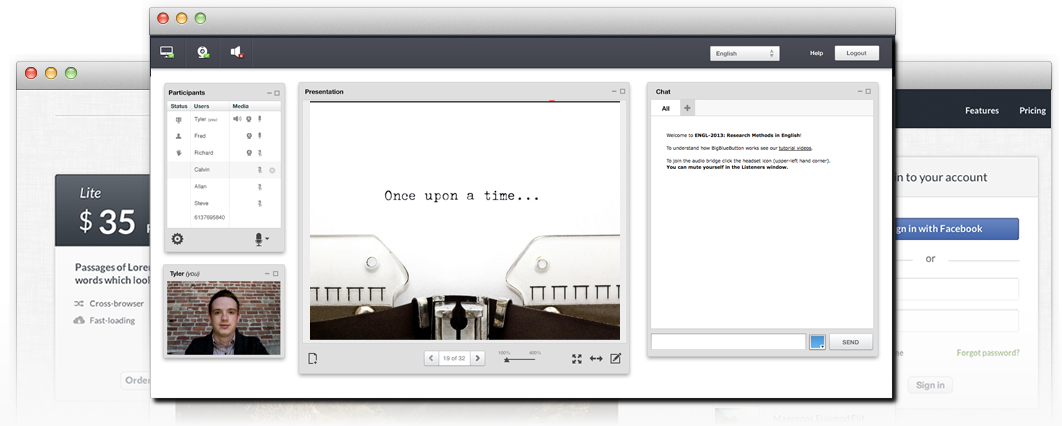 English
Help
Logout
Participants
Status Users Media
Tyler (you)
Fred
Richard
Calvin
Allan
Steve
6137695840
Tyler (you)
Presentation
Once upon a time...
19 of 32
100% 400%
Chat
All
Welcome to ENGL-2013: Research Methods in English!
To understand how BigBlueButton works see our tutorial videos.
To join the audio bridge click the headset icon (upper-left hand corner).
You can mute yourself in the Listeners window.
SEND
Lite
$ 35
Passages of Lorem
words which look
Cross-browser
Fast-loading
Order
Features Pricing
n to your account
gn in with Facebook
or
me Forgot password?
Sign in